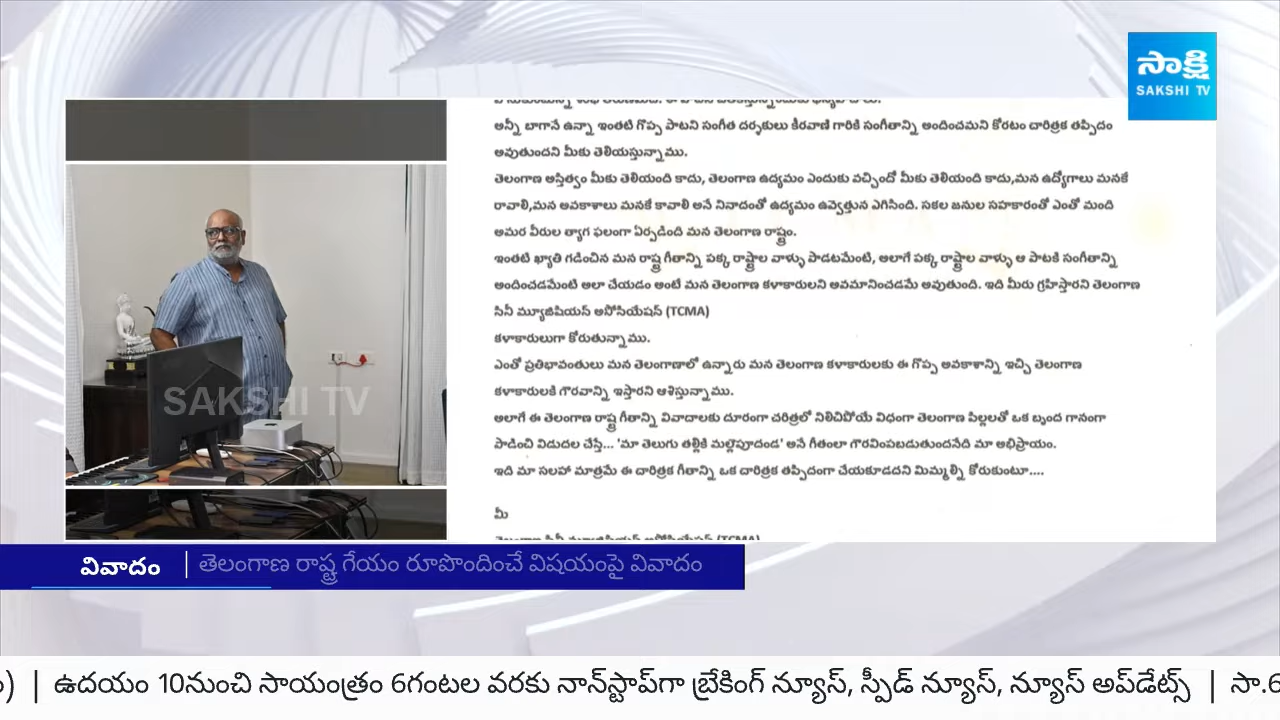 సాక్షి
SAKSHI TV
అన్నీ బాగానే ఉన్నా ఇంతటి గొప్ప పాటని సంగీత దర్శకులు కీరవాణి గారికి సంగీతాన్ని అందించమని కోరటం చారిత్రక తప్పిదం
అవుతుందని మీకు తెలియస్తున్నాము.
తెలంగాణ అస్తిత్వం మీకు తెలియంది కాదు, తెలంగాణ ఉద్యమం ఎందుకు వచ్చిందో మీకు తెలియంది కాదు,మన ఉద్యోగాలు మనకే
రావాలి,మన అవకాశాలు మనకే కావాలి అనే నినాదంతో ఉద్యమం ఉవ్వెత్తున ఎగిసింది. సకల జనుల సహకారంతో ఎంతో మంది
అమర వీరుల త్యాగ ఫలంగా ఏర్పడింది మన తెలంగాణ రాష్ట్రం.
ఇంతటి ఖ్యాతి గడించిన మన రాష్ట్ర గీతాన్ని పక్క రాష్ట్రాల వాళ్ళు పాడటమేంటి, అలాగే పక్క రాష్ట్రాల వాళ్ళు ఆ పాటకి సంగీతాన్ని
అందించడమేంటి అలా చేయడం అంటే మన తెలంగాణ కళాకారులని అవమానించడమే అవుతుంది. ఇది మీరు గ్రహిస్తారని తెలంగాణ
సినీ మ్యూజిషియన్ అసోసియేషన్ (TCMA)
కళాకారులుగా కోరుతున్నాము.
ఎంతో ప్రతిభావంతులు మన తెలంగాణాలో ఉన్నారు మన తెలంగాణ కళాకారులకు ఈ గొప్ప అవకాశాన్ని ఇచ్చి తెలంగాణ
కళాకారులకి గౌరవాన్ని ఇస్తారని ఆశిస్తున్నాము.
అలాగే ఈ తెలంగాణ రాష్ట్ర గీతాన్ని వివాదాలకు దూరంగా చరిత్రలో నిలిచిపోయే విధంగా తెలంగాణ పిల్లలతో ఒక బృంద గానంగా
పాడించి విడుదల చేస్తే... 'మా తెలుగు తల్లికి మల్లెపూదండ' అనే గీతంలా గౌరవింపబడుతుందనేది మా అభిప్రాయం.
ఇది మా సలహా మాత్రమే ఈ చారిత్రక గీతాన్ని ఒక చారిత్రక తప్పిదంగా చేయకూడదని మిమ్మల్ని కోరుకుంటూ....
మీ
తెలంగాణ సినీ మ్యూజిషియన్ అసోసియేషన్ (TCMA)
SAKSHI TV
వివాదం | తెలంగాణ రాష్ట్ర గేయం రూపొందించే విషయంపై వివాదం
) | ఉదయం 10నుంచి సాయంత్రం 6గంటల వరకు నాన్‌స్టాప్‌గా బ్రేకింగ్ న్యూస్, స్పీడ్ న్యూస్, న్యూస్ అప్‌డేట్స్ | సా.6